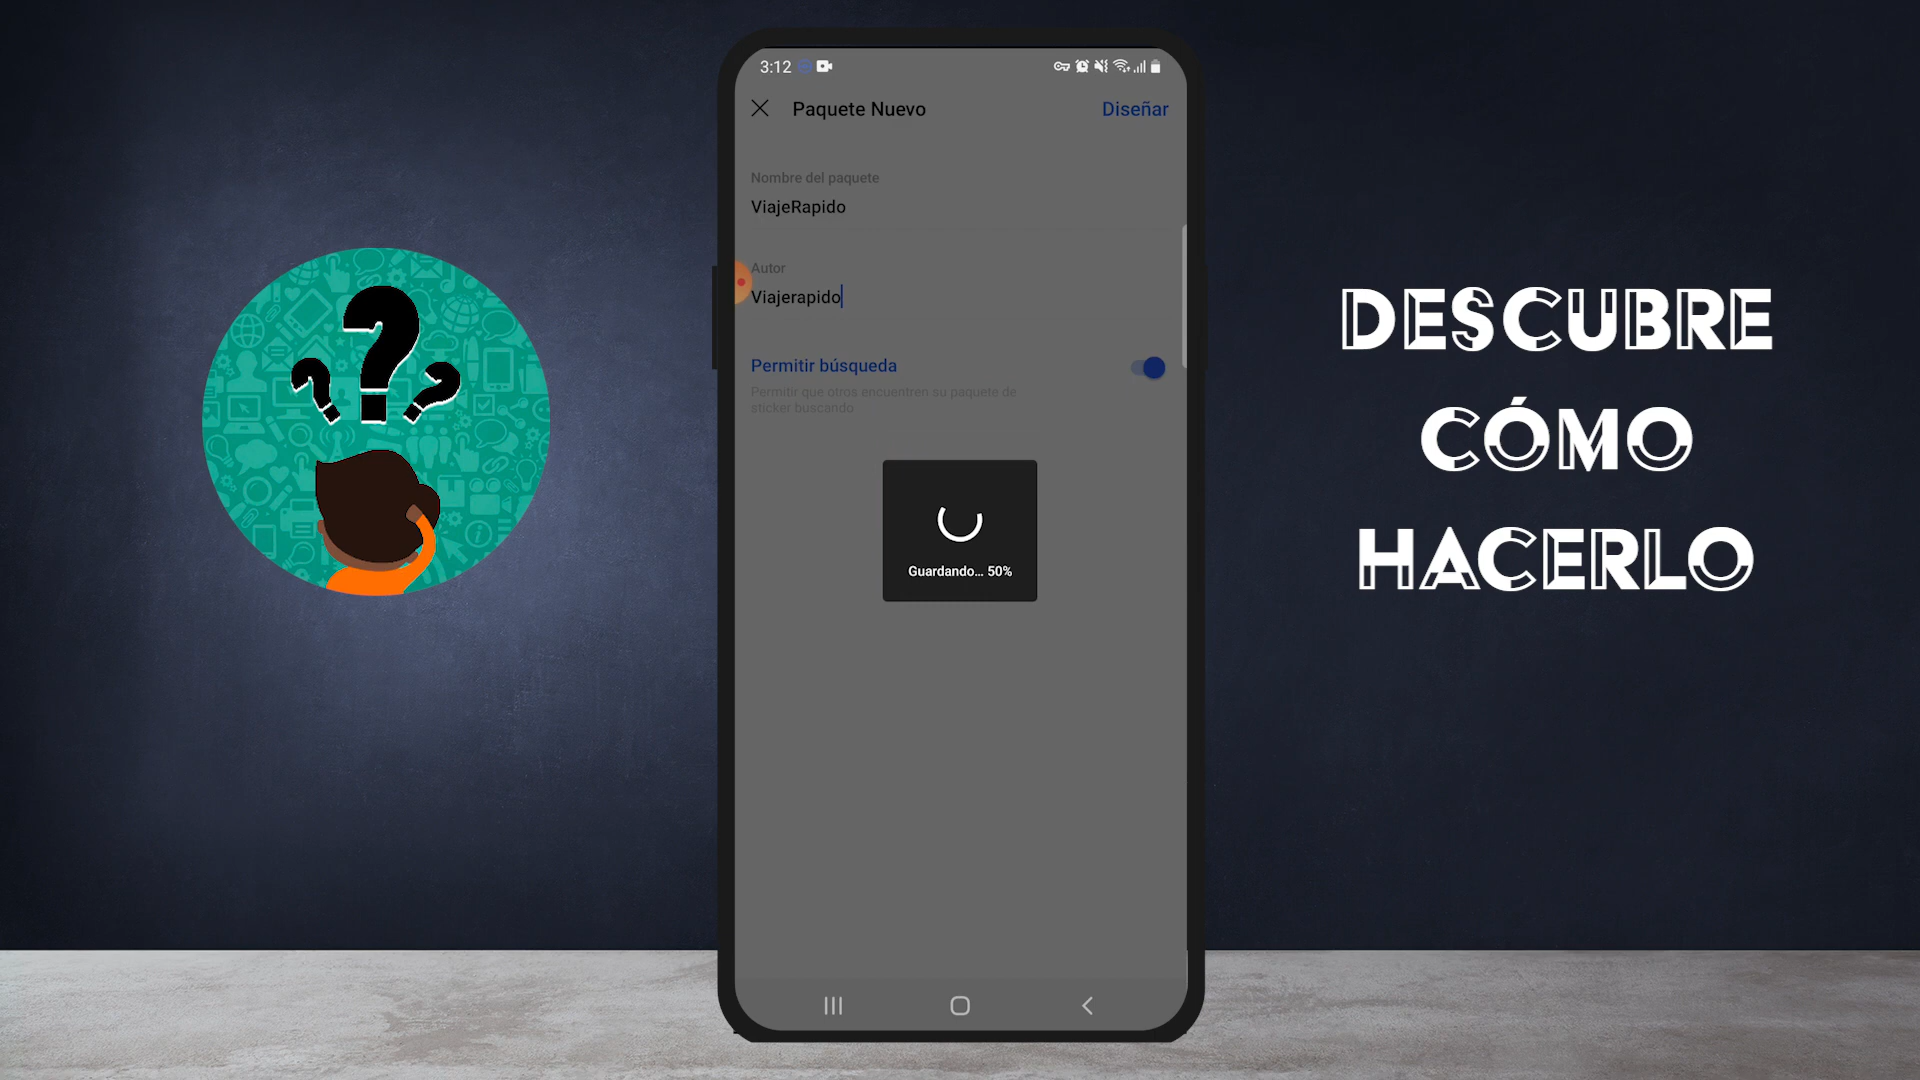 3:12
Paquete Nuevo
Diseñar
Nombre del paquete
ViajeRapido
Autor
Viajerapido
Permitir búsqueda
Permitir que otros encuentren su paquete de
sticker buscando
Guardando... 50%
DESCUBRE
CÓMO
HACERLO